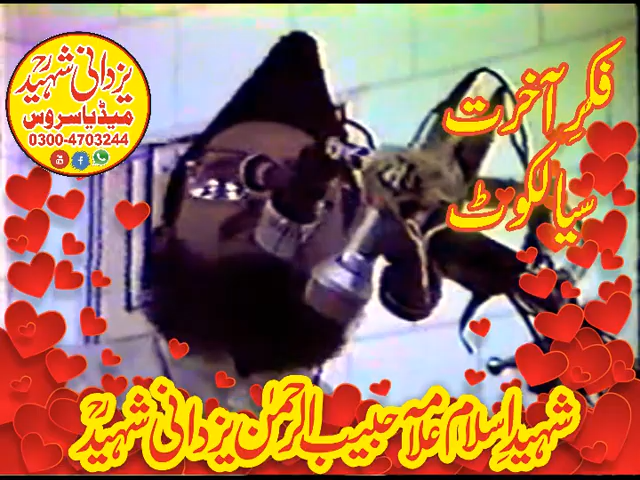 یزدانی شہیدؒ
میڈیا سروس
0300-4703244
فکرِ آخرت
سیالکوٹ
شہیدِ اسلام علامہ حبیب الرحمٰن یزدانی شہیدؒ